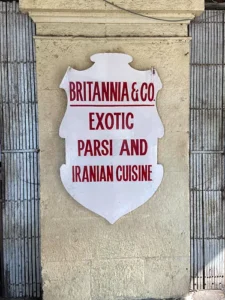 BRITANNIA & CO.
EXOTIC
PARSI AND
IRANIAN CUISINE